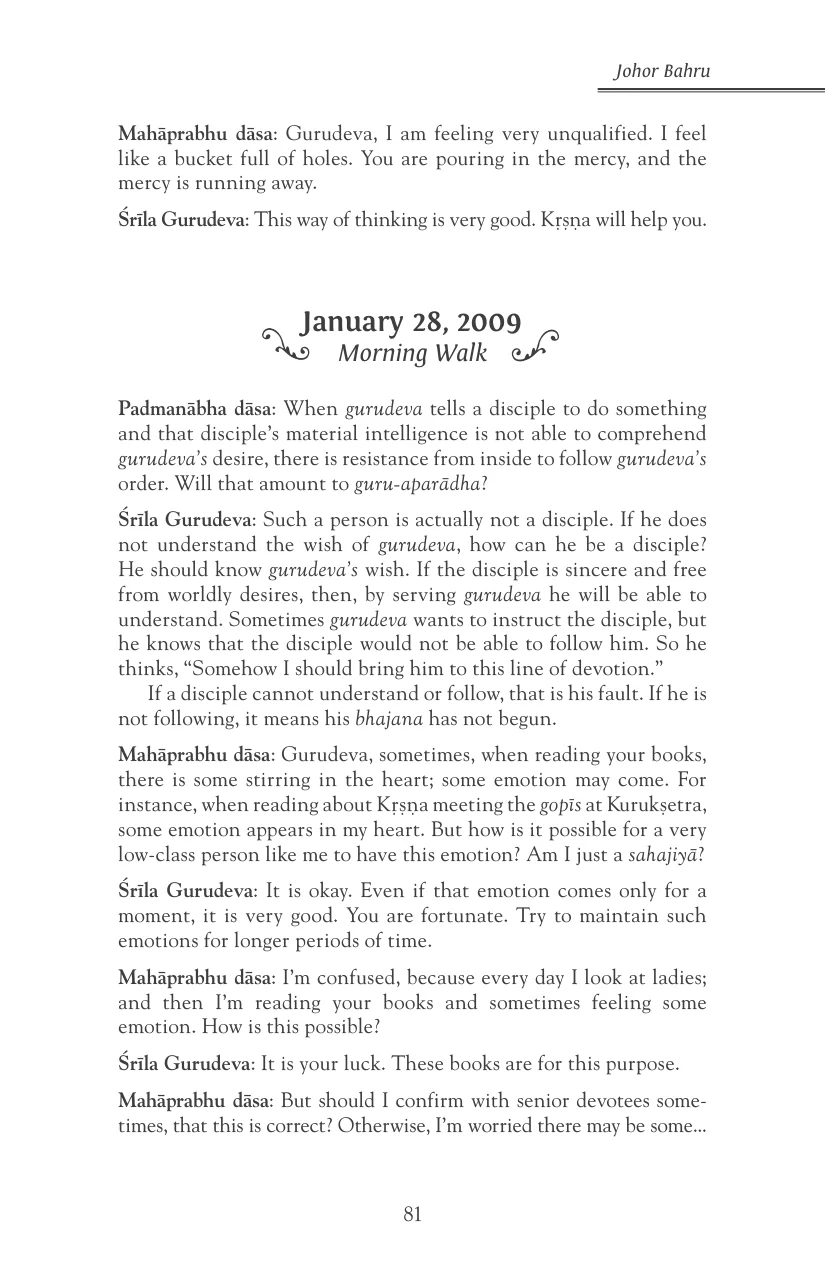 Johor Bahru
Mahāprabhu dāsa: Gurudeva, I am feeling very unqualified. I feel
like a bucket full of holes. You are pouring in the mercy, and the
mercy is running away.
Śrīla Gurudeva: This way of thinking is very good. Kṛṣṇa will help you.
January 28, 2009
Morning Walk
Padmanābha dāsa: When gurudeva tells a disciple to do something
and that disciple’s material intelligence is not able to comprehend
gurudeva’s desire, there is resistance from inside to follow gurudeva’s
order. Will that amount to guru-aparādha?
Śrīla Gurudeva: Such a person is actually not a disciple. If he does
not understand the wish of gurudeva, how can he be a disciple?
He should know gurudeva’s wish. If the disciple is sincere and free
from worldly desires, then, by serving gurudeva he will be able to
understand. Sometimes gurudeva wants to instruct the disciple, but
he knows that the disciple would not be able to follow him. So he
thinks, “Somehow I should bring him to this line of devotion.”
If a disciple cannot understand or follow, that is his fault. If he is
not following, it means his bhajana has not begun.
Mahāprabhu dāsa: Gurudeva, sometimes, when reading your books,
there is some stirring in the heart; some emotion may come. For
instance, when reading about Kṛṣṇa meeting the gopīs at Kurukṣetra,
some emotion appears in my heart. But how is it possible for a very
low-class person like me to have this emotion? Am I just a sahajiyā?
Śrīla Gurudeva: It is okay. Even if that emotion comes only for a
moment, it is very good. You are fortunate. Try to maintain such
emotions for longer periods of time.
Mahāprabhu dāsa: I’m confused, because every day I look at ladies;
and then I’m reading your books and sometimes feeling some
emotion. How is this possible?
Śrīla Gurudeva: It is your luck. These books are for this purpose.
Mahāprabhu dāsa: But should I confirm with senior devotees some-
times, that this is correct? Otherwise, I’m worried there may be some...
81